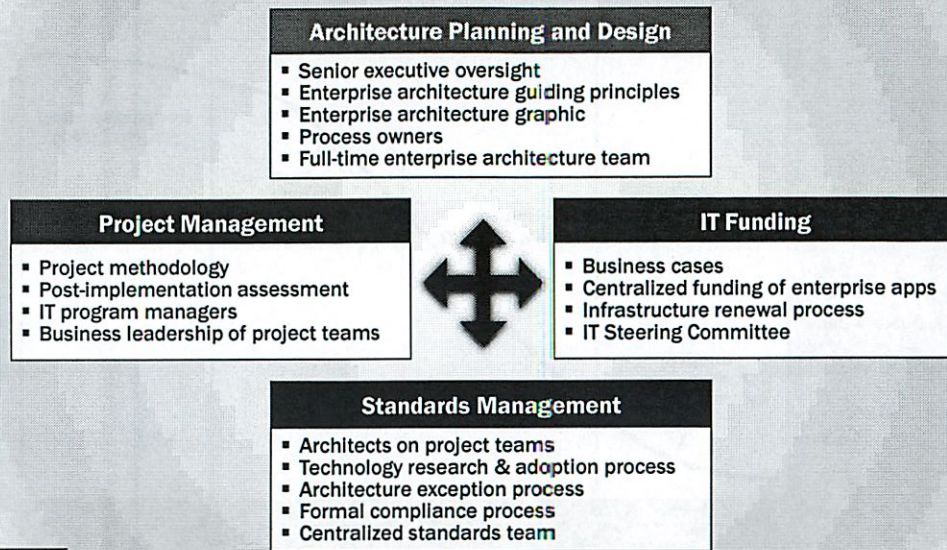 Architecture Planning and Design
▪ Senior executive oversight
▪ Enterprise architecture guiding principles
▪ Enterprise architecture graphic
▪ Process owners
▪ Full-time enterprise architecture team
Project Management
▪ Project methodology
▪ Post-implementation assessment
▪ IT program managers
▪ Business leadership of project teams
IT Funding
▪ Business cases
▪ Centralized funding of enterprise apps
▪ Infrastructure renewal process
▪ IT Steering Committee
Standards Management
▪ Architects on project teams
▪ Technology research & adoption process
▪ Architecture exception process
▪ Formal compliance process
▪ Centralized standards team